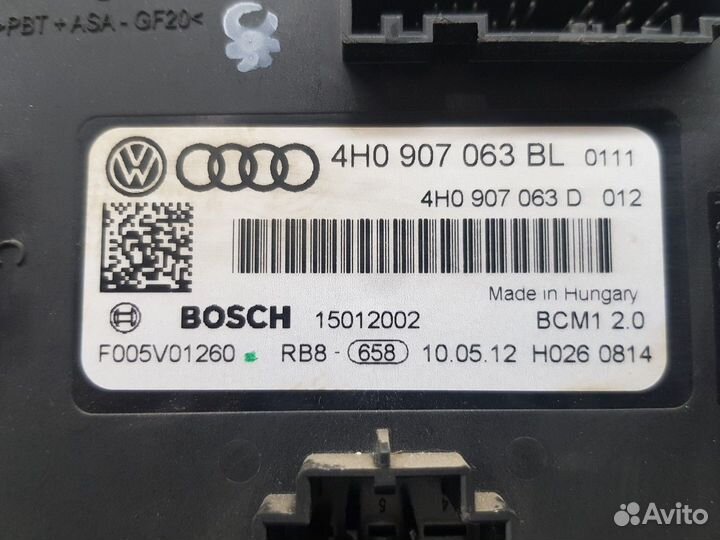 >PBT + ASA - GF20<
4H0 907 063 BL 0111
4H0 907 063 D 012
Made in Hungary
BOSCH 15012002 BCM1 2.0
F005V01260 RB8 - 658 10.05.12 H026 0814
Avito